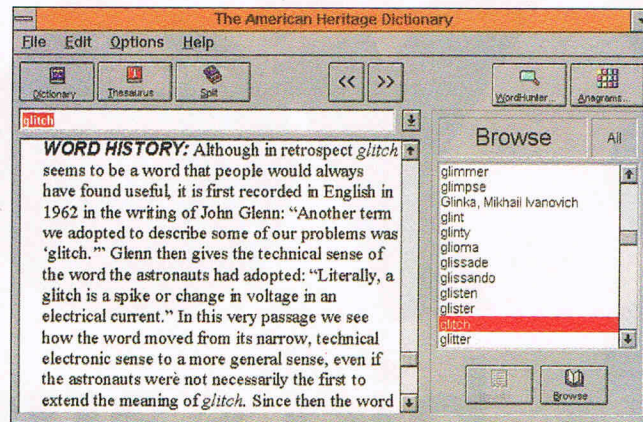 The American Heritage Dictionary
File Edit Options Help
Dictionary Thesaurus Split << >> WordHunter... Anagrams...
glitch
WORD HISTORY: Although in retrospect glitch
seems to be a word that people would always
have found useful, it is first recorded in English in
1962 in the writing of John Glenn: “Another term
we adopted to describe some of our problems was
‘glitch.’” Glenn then gives the technical sense of
the word the astronauts had adopted: “Literally, a
glitch is a spike or change in voltage in an
electrical current.” In this very passage we see
how the word moved from its narrow, technical
electronic sense to a more general sense, even if
the astronauts were not necessarily the first to
extend the meaning of glitch. Since then the word
Browse All
glimmer
glimpse
Glinka, Mikhail Ivanovich
glint
glinty
glioma
glissade
glissando
glisten
glister
glitch
glitter
Browse